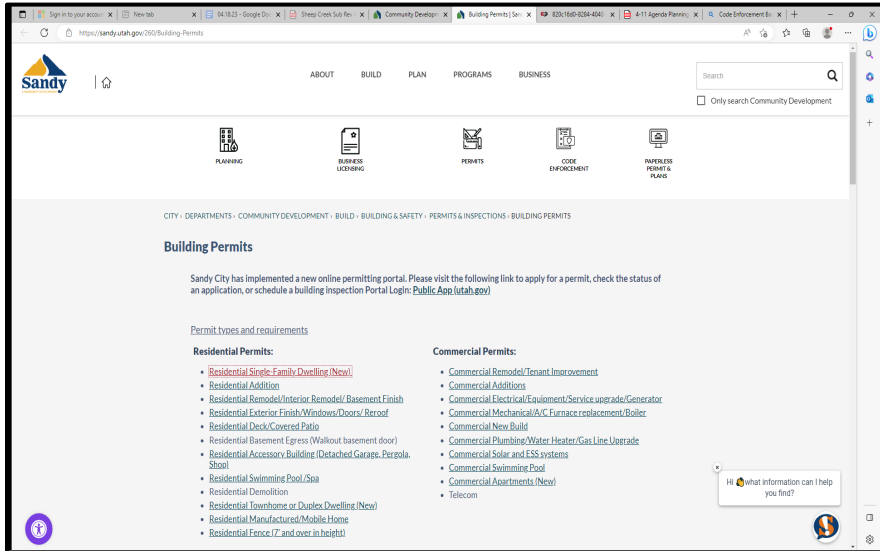 Sign in to your accour
New tab
04.18.23 - Google Doc
Sheep Creek Sub Rev
Community Developm
Building Permits | Sand
820c16d0-8284-4040-
4-11 Agenda Planning
Code Enforcement Ba
https://sandy.utah.gov/260/Building-Permits
Sandy
ABOUT BUILD PLAN PROGRAMS BUSINESS
Search
Only search Community Development
PLANNING
BUSINESS
LICENSING
PERMITS
CODE
ENFORCEMENT
PAPERLESS
PERMIT &
PLANS
CITY › DEPARTMENTS › COMMUNITY DEVELOPMENT › BUILD › BUILDING & SAFETY › PERMITS & INSPECTIONS › BUILDING PERMITS
Building Permits
Sandy City has implemented a new online permitting portal. Please visit the following link to apply for a permit, check the status of
an application, or schedule a building inspection Portal Login: Public App (utah.gov)
Permit types and requirements
Residential Permits:
• Residential Single-Family Dwelling (New)
• Residential Addition
• Residential Remodel/Interior Remodel/ Basement Finish
• Residential Exterior Finish/Windows/Doors/ Reroof
• Residential Deck/Covered Patio
• Residential Basement Egress (Walkout basement door)
• Residential Accessory Building (Detached Garage, Pergola,
Shop)
• Residential Swimming Pool /Spa
• Residential Demolition
• Residential Townhome or Duplex Dwelling (New)
• Residential Manufactured/Mobile Home
• Residential Fence (7' and over in height)
Commercial Permits:
• Commercial Remodel/Tenant Improvement
• Commercial Additions
• Commercial Electrical/Equipment/Service upgrade/Generator
• Commercial Mechanical/A/C Furnace replacement/Boiler
• Commercial New Build
• Commercial Plumbing/Water Heater/Gas Line Upgrade
• Commercial Solar and ESS systems
• Commercial Swimming Pool
• Commercial Apartments (New)
• Telecom
Hi what information can I help
you find?